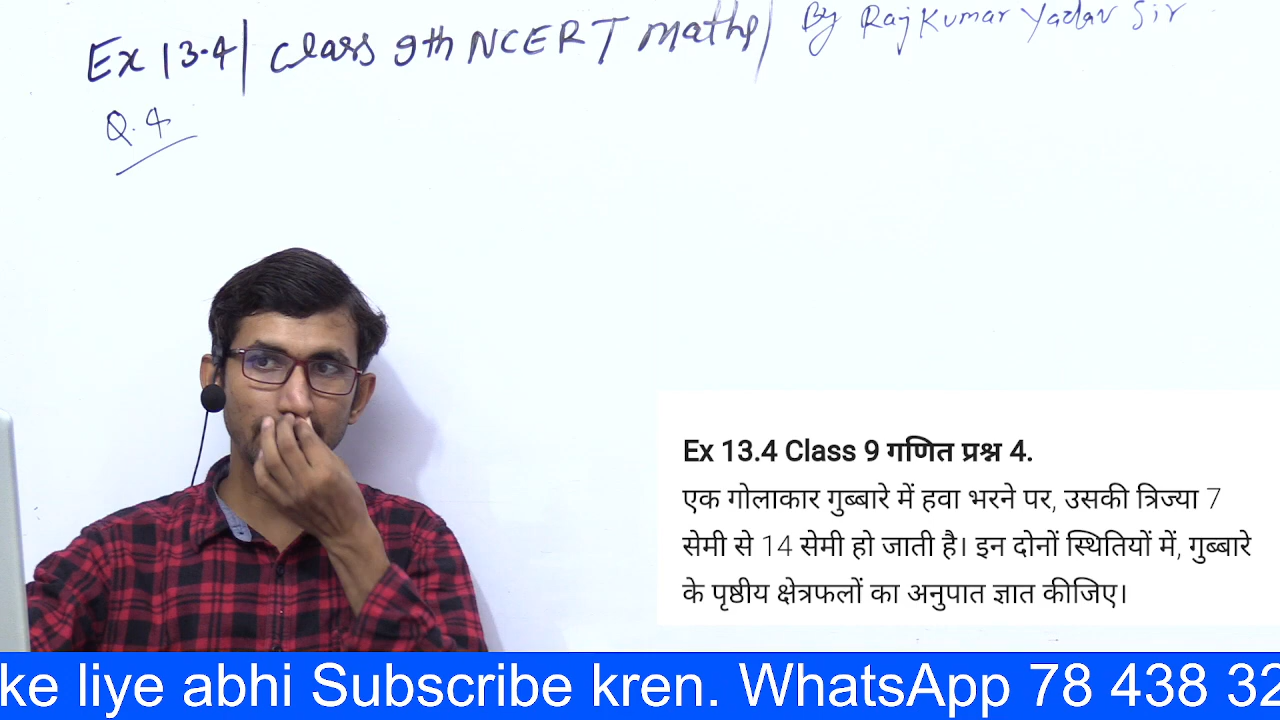 Ex 13.4| Class 9th NCERT maths| By Raj Kumar Yadav Sir
Q.4
Ex 13.4 Class 9 गणित प्रश्न 4.
एक गोलाकार गुब्बारे में हवा भरने पर, उसकी त्रिज्या 7
सेमी से 14 सेमी हो जाती है। इन दोनों स्थितियों में, गुब्बारे
के पृष्ठीय क्षेत्रफलों का अनुपात ज्ञात कीजिए।
ke liye abhi Subscribe kren. WhatsApp 78 438 32